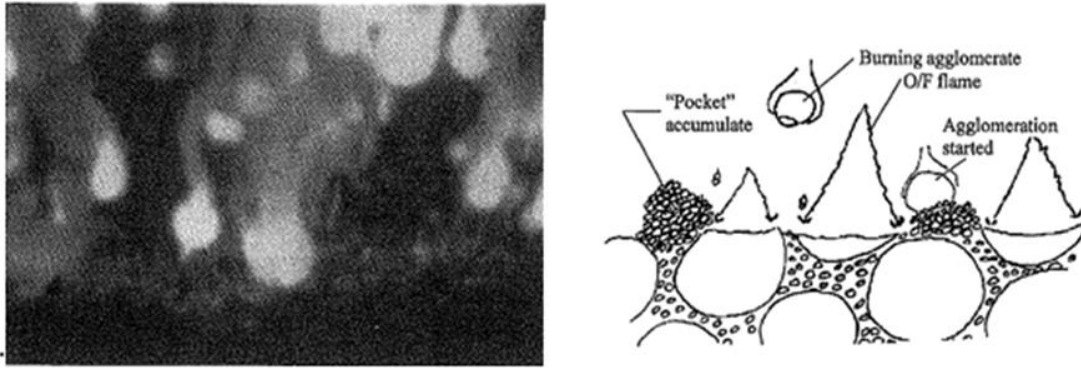 Burning agglomerate
O/F flame
"Pocket"
accumulate
Agglomeration
started